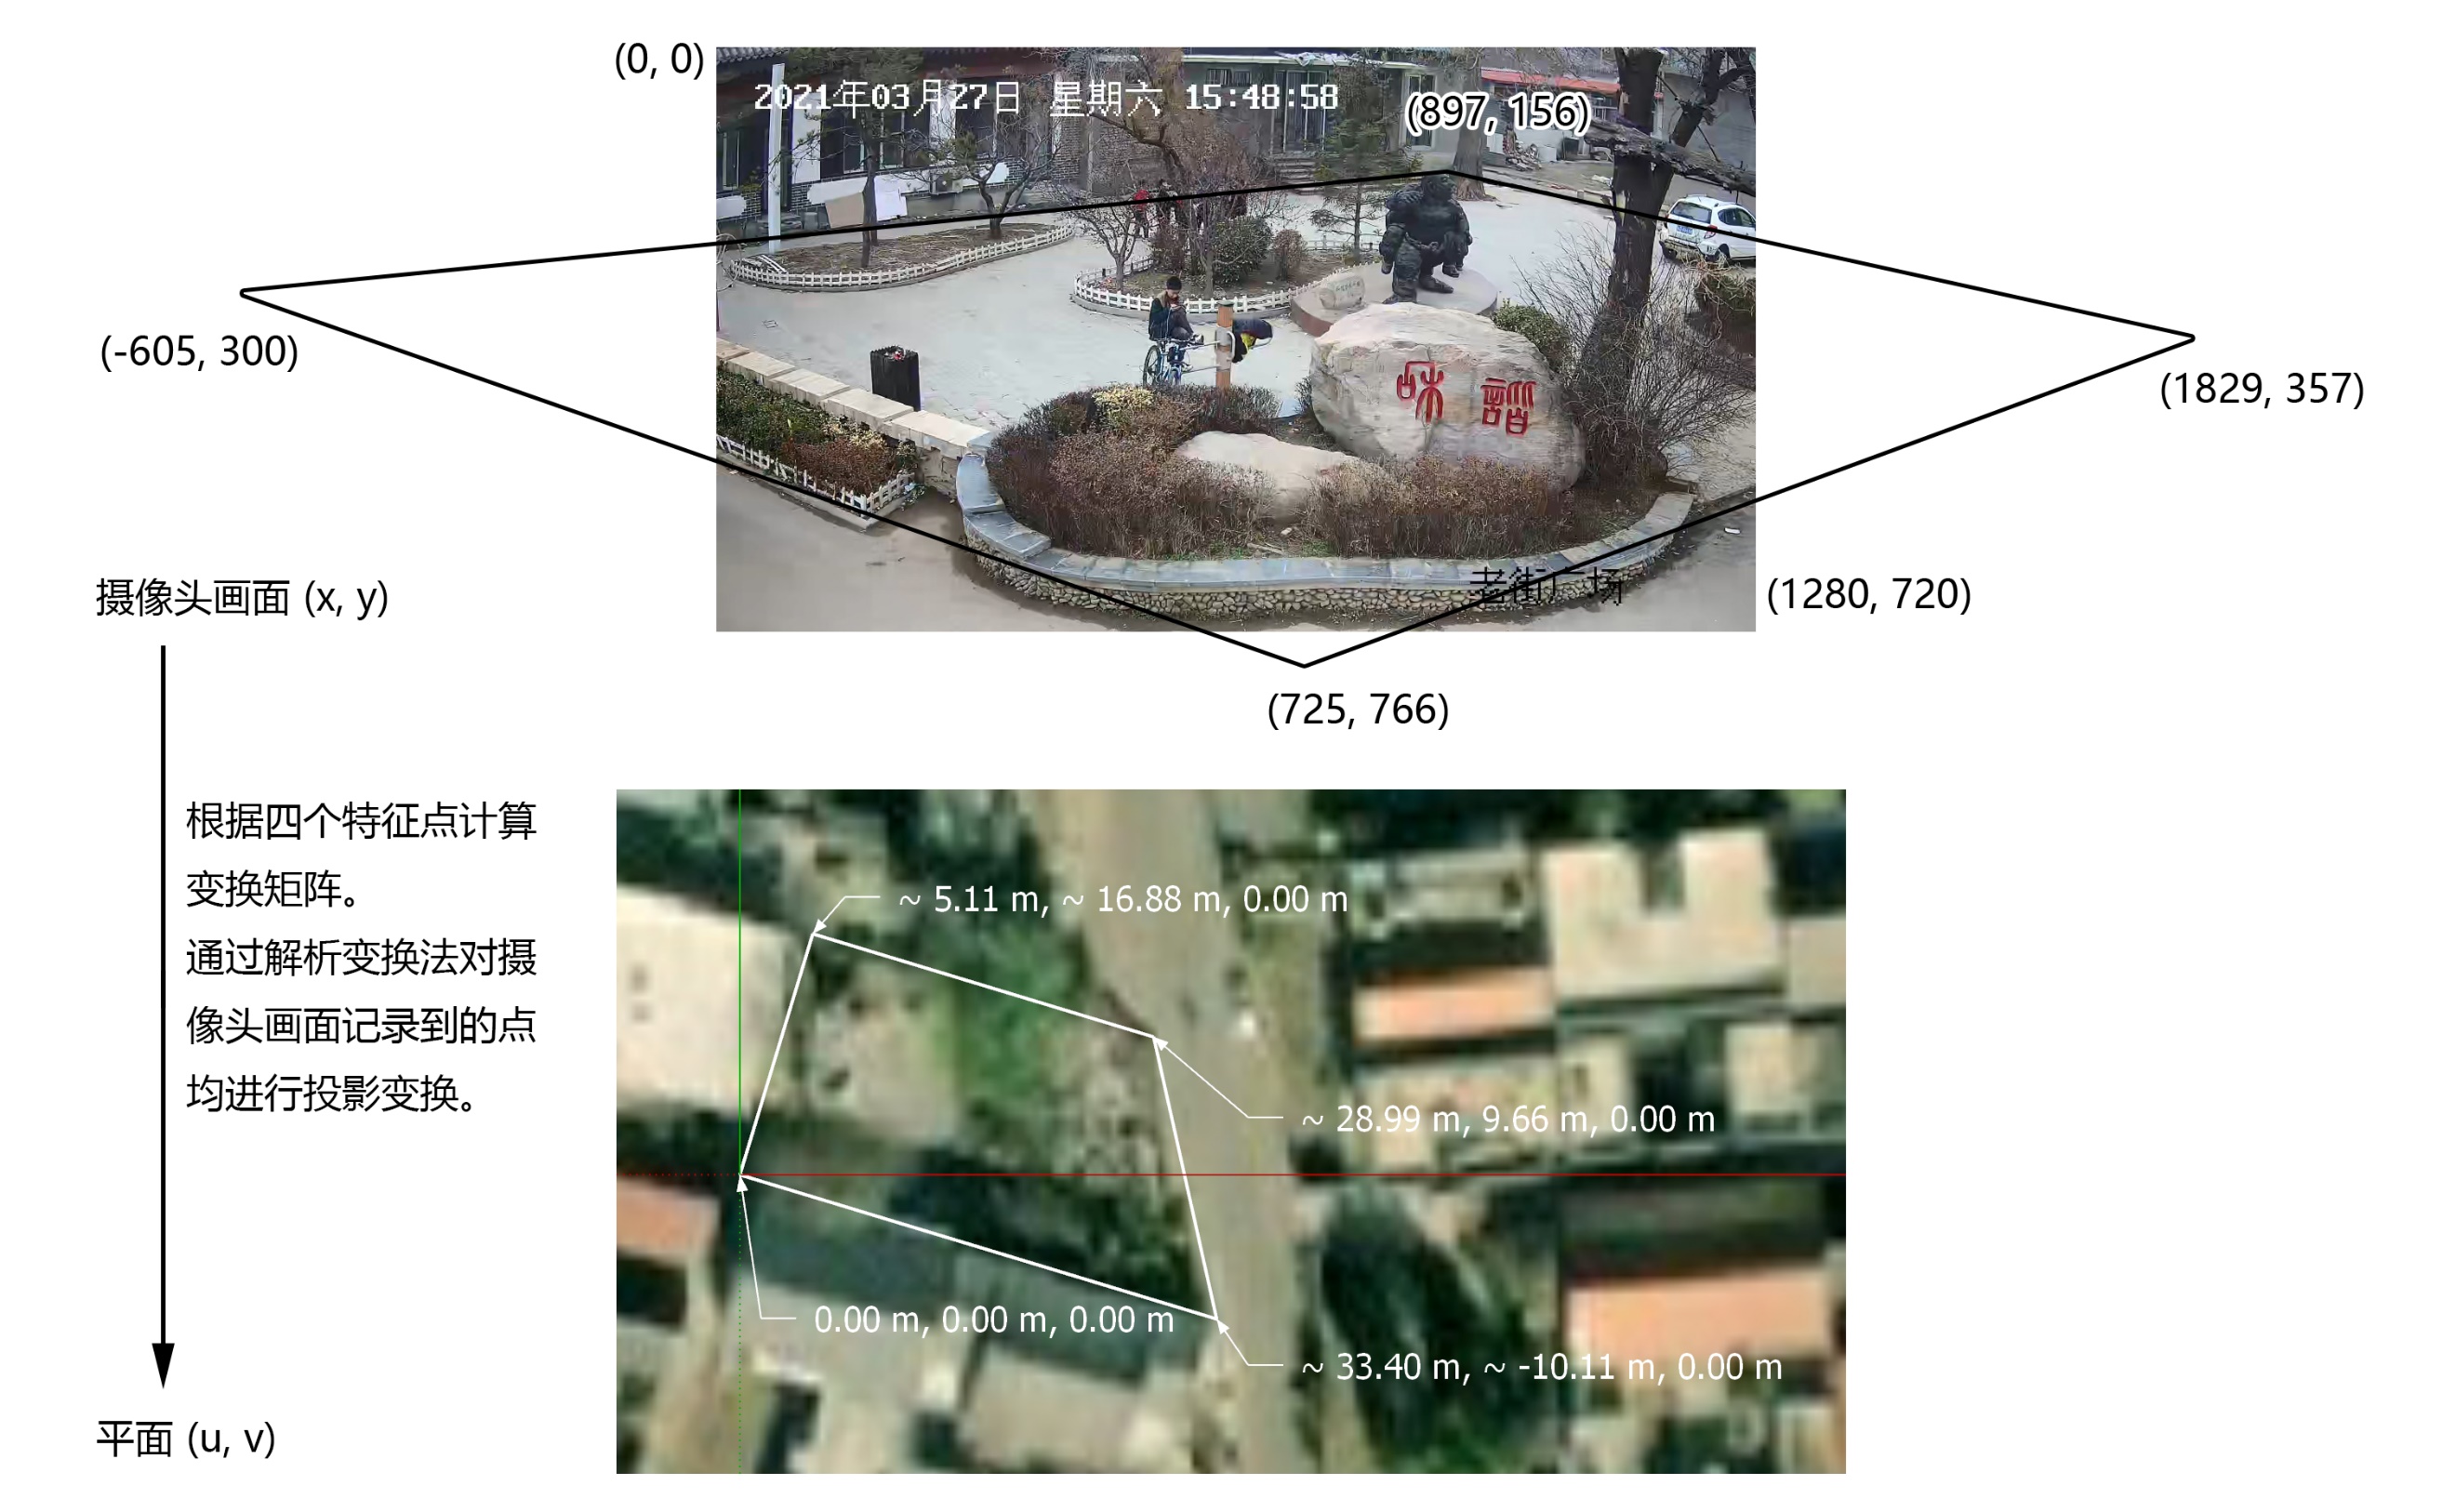 (0, 0)
2021年03月27日 星期六 15:48:58
(897, 156)
(-605, 300)
(1829, 357)
和 諧
摄像头画面 (x, y)
老街广场
(1280, 720)
(725, 766)
根据四个特征点计算
变换矩阵。
通过解析变换法对摄
像头画面记录到的点
均进行投影变换。
~ 5.11 m, ~ 16.88 m, 0.00 m
~ 28.99 m, 9.66 m, 0.00 m
0.00 m, 0.00 m, 0.00 m
~ 33.40 m, ~ -10.11 m, 0.00 m
平面 (u, v)